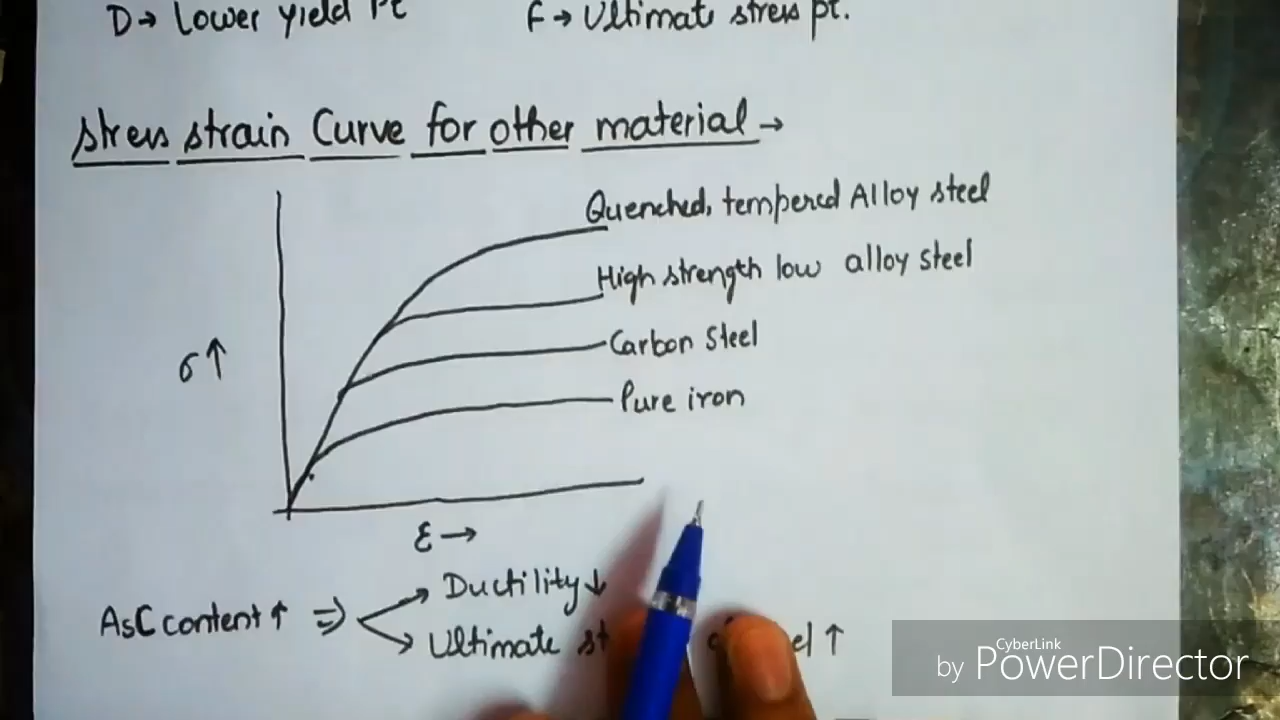 D→ Lower yield Pt
F→ Ultimate stress pt.
Stress strain Curve for other material →
Quenched, tempered Alloy steel
High strength low alloy steel
σ↑
Carbon Steel
Pure iron
ε→
Ductility↓
As C content ↑ ⇒
Ultimate ↑
CyberLink
by PowerDirector